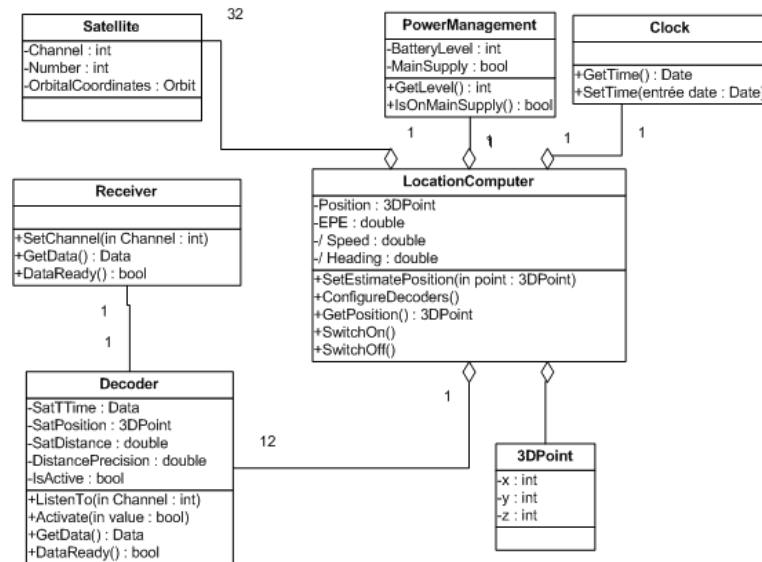 Satellite
-Channel : int
-Number : int
-OrbitalCoordinates : Orbit
32
PowerManagement
-BatteryLevel : int
-MainSupply : bool
+GetLevel() : int
+IsOnMainSupply() : bool
Clock
+GetTime() : Date
+SetTime(entrée date : Date)
1
1
1
1
LocationComputer
-Position : 3DPoint
-EPE : double
-/ Speed : double
-/ Heading : double
+SetEstimatePosition(in point : 3DPoint)
+ConfigureDecoders()
+GetPosition() : 3DPoint
+SwitchOn()
+SwitchOff()
Receiver
+SetChannel(in Channel : int)
+GetData() : Data
+DataReady() : bool
1
1
Decoder
-SatTTime : Data
-SatPosition : 3DPoint
-SatDistance : double
-DistancePrecision : double
-IsActive : bool
+ListenTo(in Channel : int)
+Activate(in value : bool)
+GetData() : Data
+DataReady() : bool
12
1
3DPoint
-x : int
-y : int
-z : int